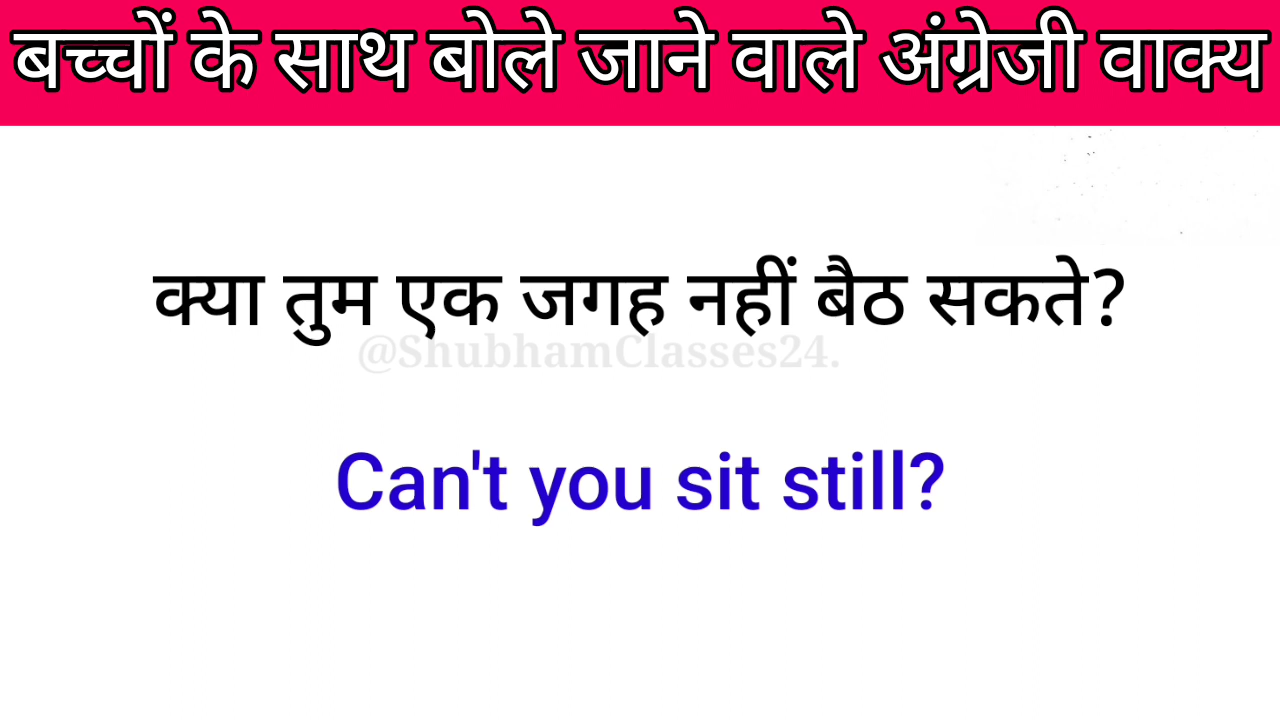 बच्चों के साथ बोले जाने वाले अंग्रेजी वाक्य
क्या तुम एक जगह नहीं बैठ सकते?
@ShubhamClasses24.
Can't you sit still?